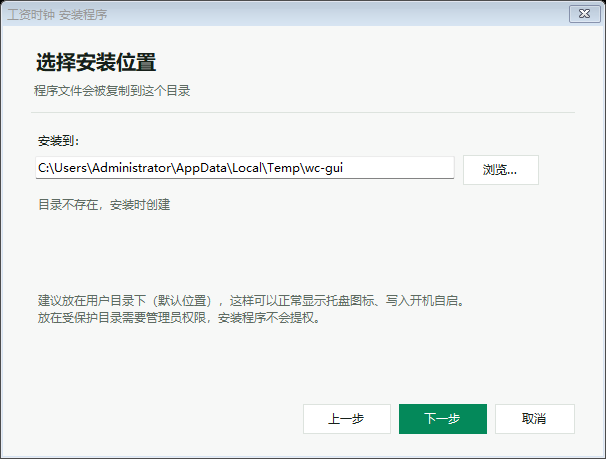 工资时钟 安装程序
选择安装位置
程序文件会被复制到这个目录
安装到：
C:\Users\Administrator\AppData\Local\Temp\wc-gui
浏览...
目录不存在，安装时创建
建议放在用户目录下（默认位置），这样可以正常显示托盘图标、写入开机自启。
放在受保护目录需要管理员权限，安装程序不会提权。
上一步
下一步
取消